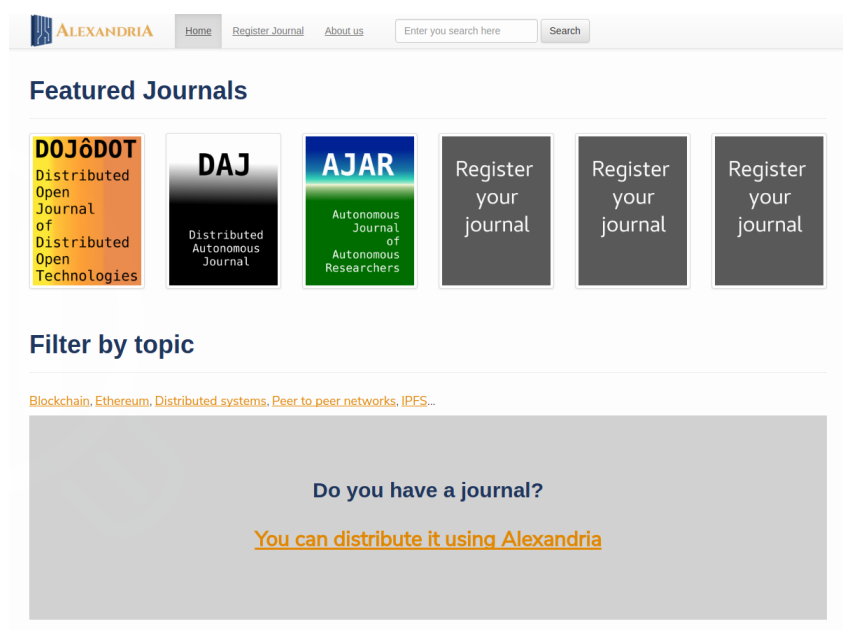 ALEXANDRIA Home Register Journal About us Enter you search here Search
Featured Journals
DOJôDOT
Distributed
Open
Journal
of
Distributed
Open
Technologies
DAJ
Distributed
Autonomous
Journal
AJAR
Autonomous
Journal
of
Autonomous
Researchers
Register
your
journal
Register
your
journal
Register
your
journal
Filter by topic
Blockchain, Ethereum, Distributed systems, Peer to peer networks, IPFS...
Do you have a journal?
You can distribute it using Alexandria